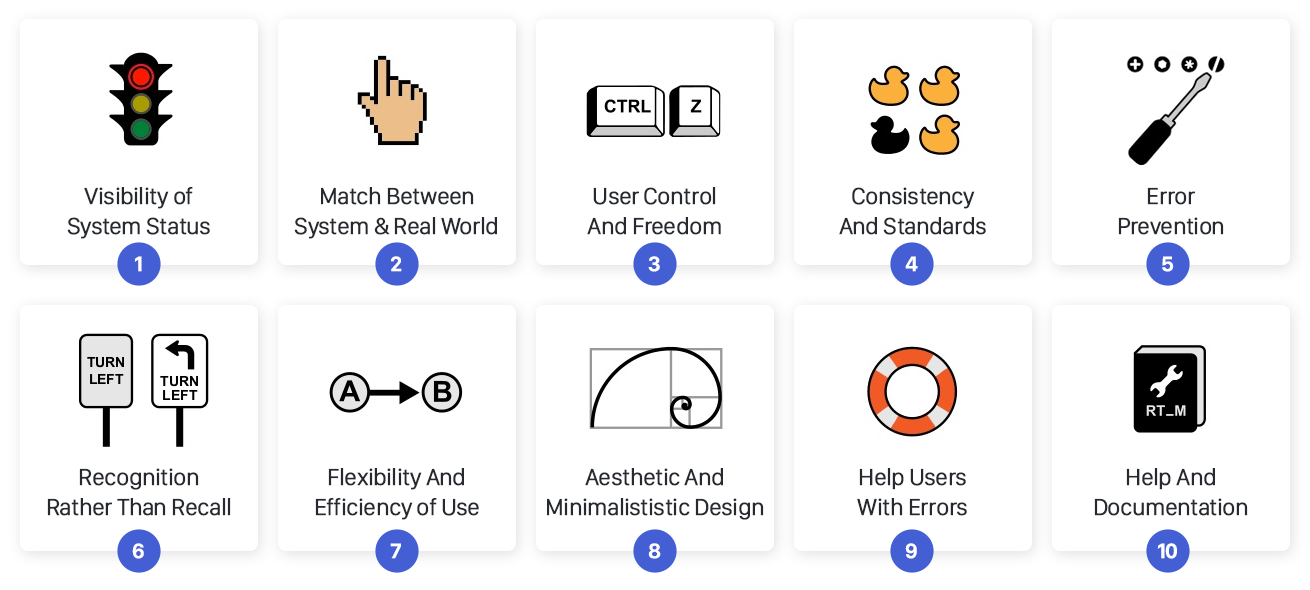 CTRL Z
Visibility of
System Status
1
Match Between
System & Real World
2
User Control
And Freedom
3
Consistency
And Standards
4
Error
Prevention
5
TURN
LEFT
TURN
LEFT
Recognition
Rather Than Recall
6
A B
Flexibility And
Efficiency of Use
7
Aesthetic And
Minimalististic Design
8
Help Users
With Errors
9
RT_M
Help And
Documentation
10